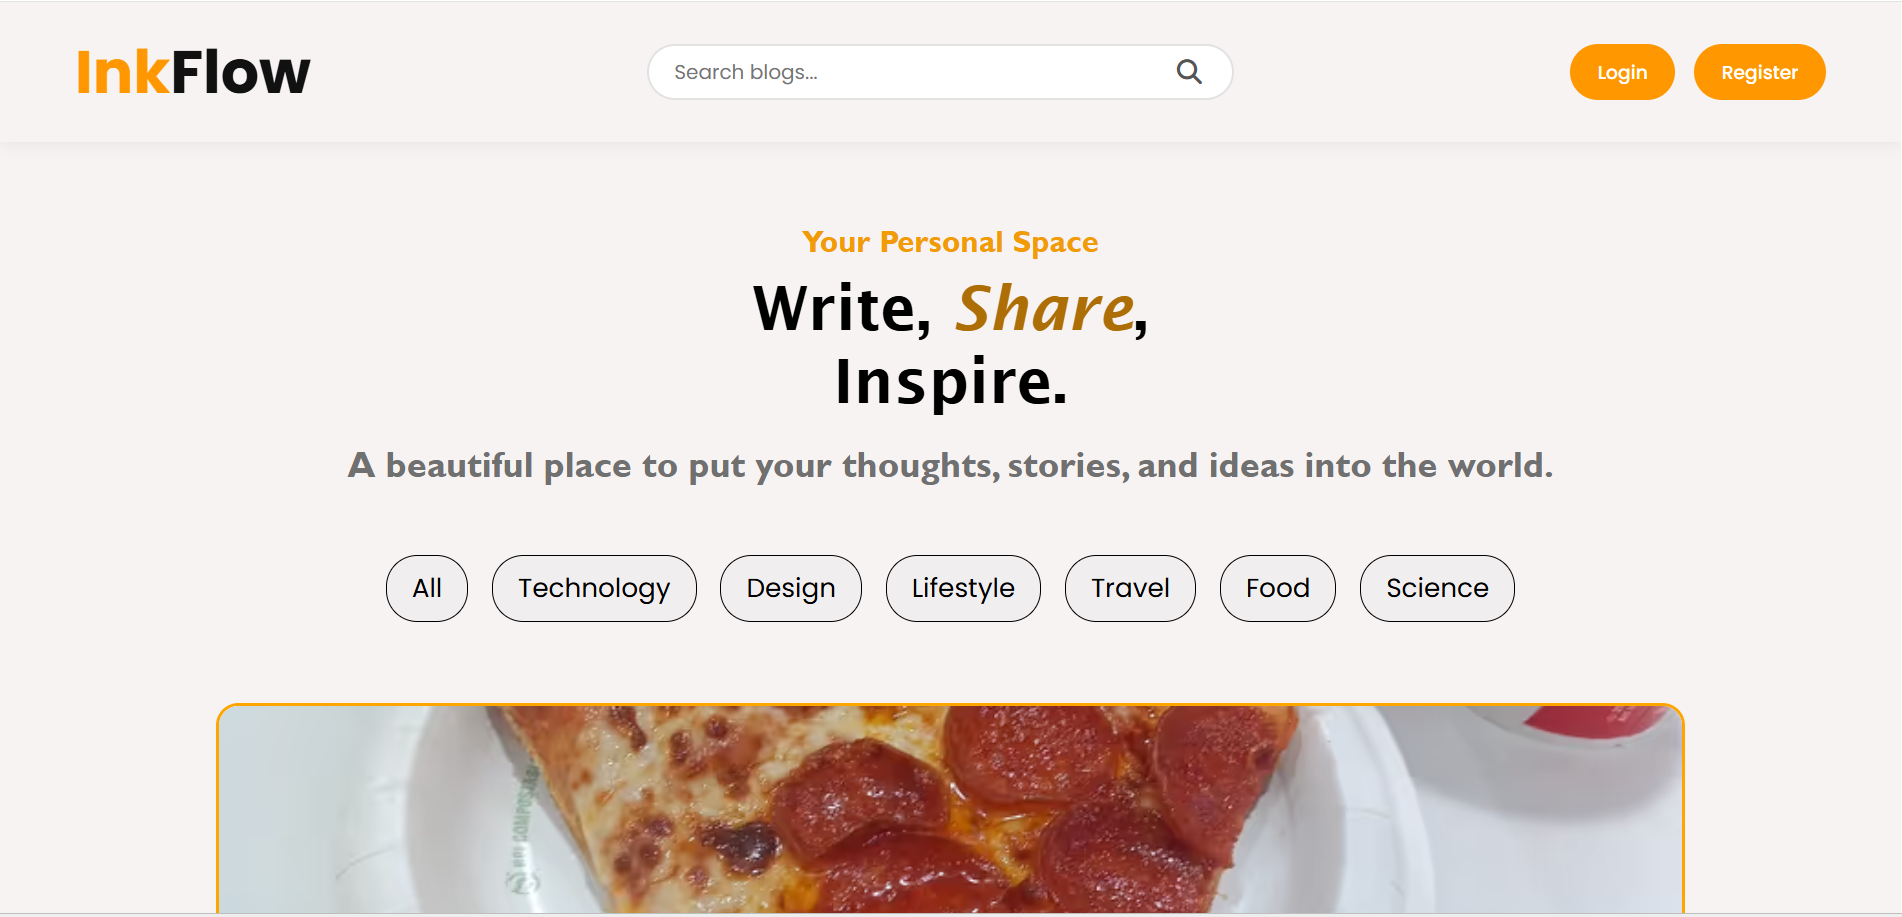 InkFlow
Search blogs...
Login
Register
Your Personal Space
Write, Share,
Inspire.
A beautiful place to put your thoughts, stories, and ideas into the world.
All
Technology
Design
Lifestyle
Travel
Food
Science